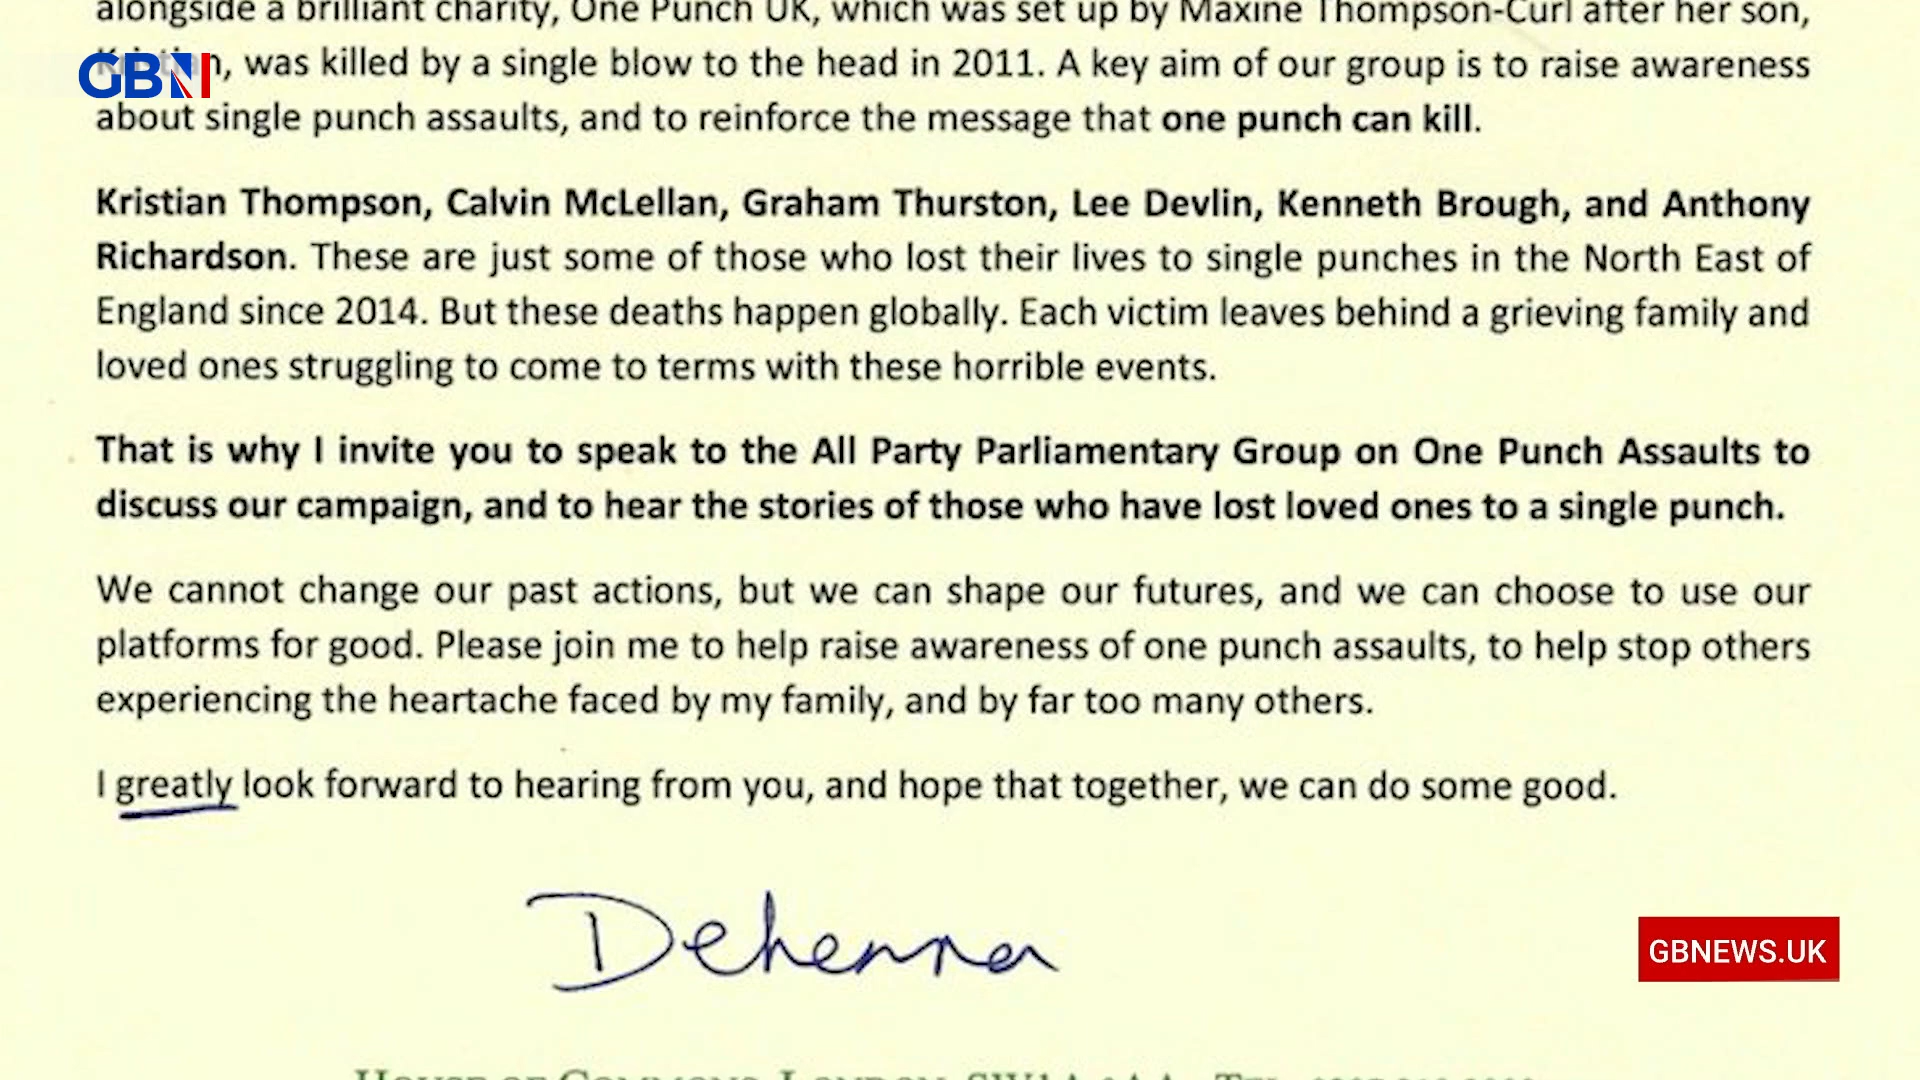 alongside a brilliant charity, One Punch UK, which was set up by Maxine Thompson-Curl after her son,
GBN
Kristian, was killed by a single blow to the head in 2011. A key aim of our group is to raise awareness
about single punch assaults, and to reinforce the message that one punch can kill.
Kristian Thompson, Calvin McLellan, Graham Thurston, Lee Devlin, Kenneth Brough, and Anthony
Richardson. These are just some of those who lost their lives to single punches in the North East of
England since 2014. But these deaths happen globally. Each victim leaves behind a grieving family and
loved ones struggling to come to terms with these horrible events.
That is why I invite you to speak to the All Party Parliamentary Group on One Punch Assaults to
discuss our campaign, and to hear the stories of those who have lost loved ones to a single punch.
We cannot change our past actions, but we can shape our futures, and we can choose to use our
platforms for good. Please join me to help raise awareness of one punch assaults, to help stop others
experiencing the heartache faced by my family, and by far too many others.
I greatly look forward to hearing from you, and hope that together, we can do some good.
Dehenna
GBNEWS.UK
House of Commons, London